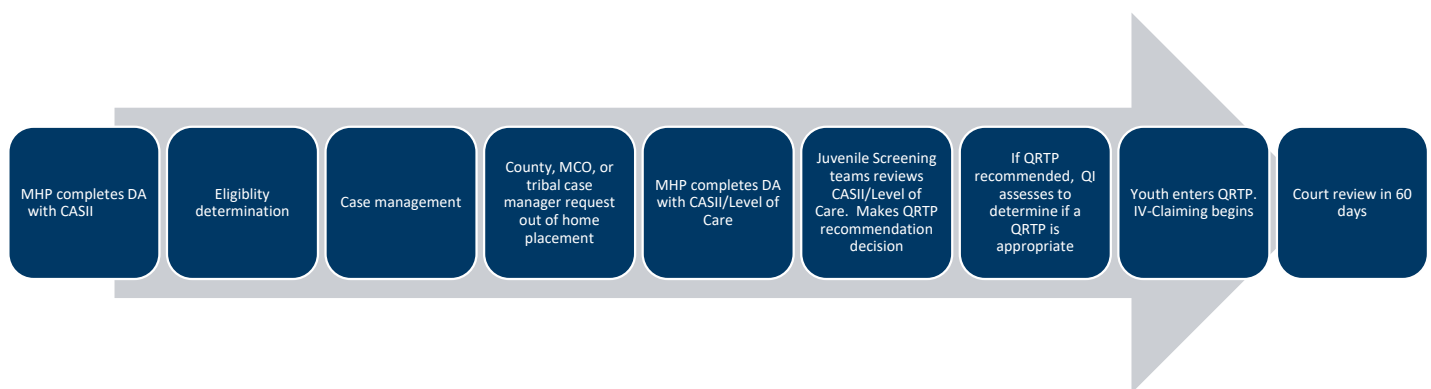 MHP completes DA
with CASII
Eligiblity
determination
Case management
County, MCO, or
tribal case
manager request
out of home
placement
MHP completes DA
with CASII/Level of
Care
Juvenile Screening
teams reviews
CASII/Level of
Care.  Makes QRTP
recommendation
decision
If QRTP
recommended,  QI
assesses to
determine if a
QRTP is
appropriate
Youth enters QRTP.
IV-Claiming begins
Court review in 60
days